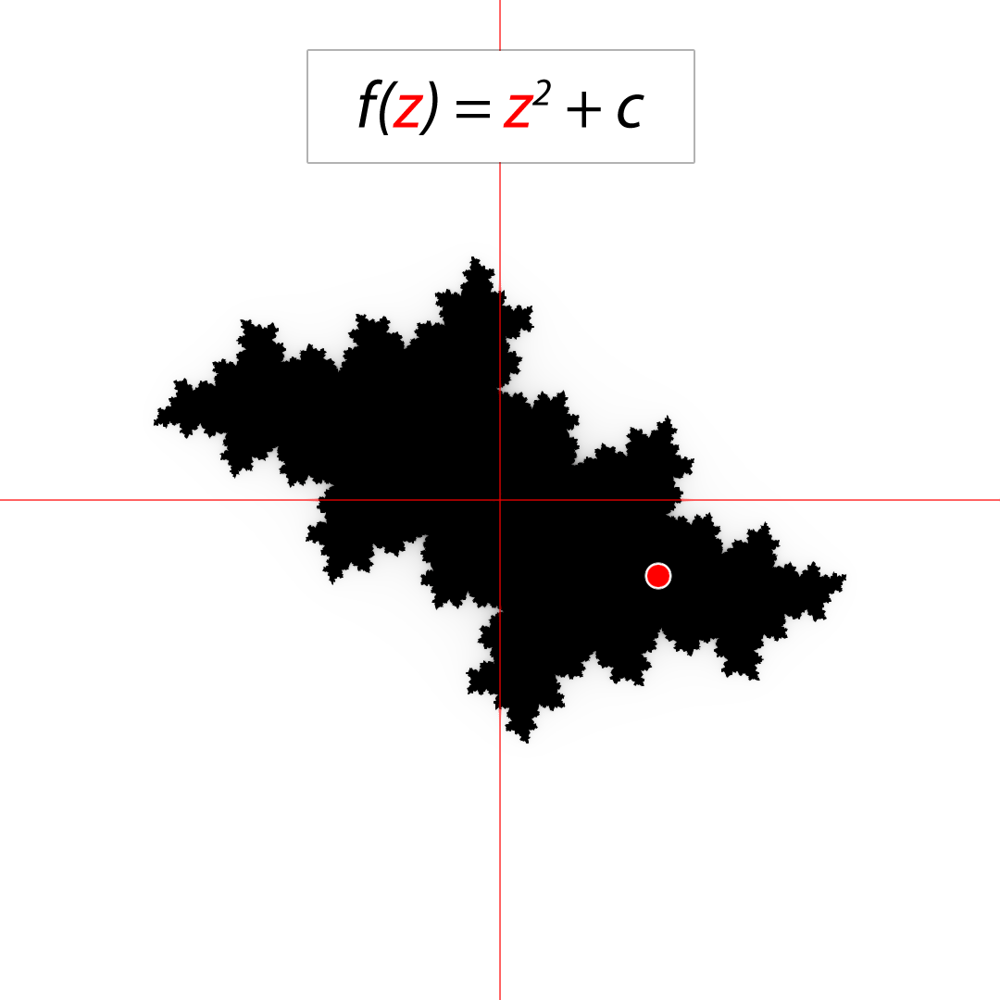 f(z) = z² + c